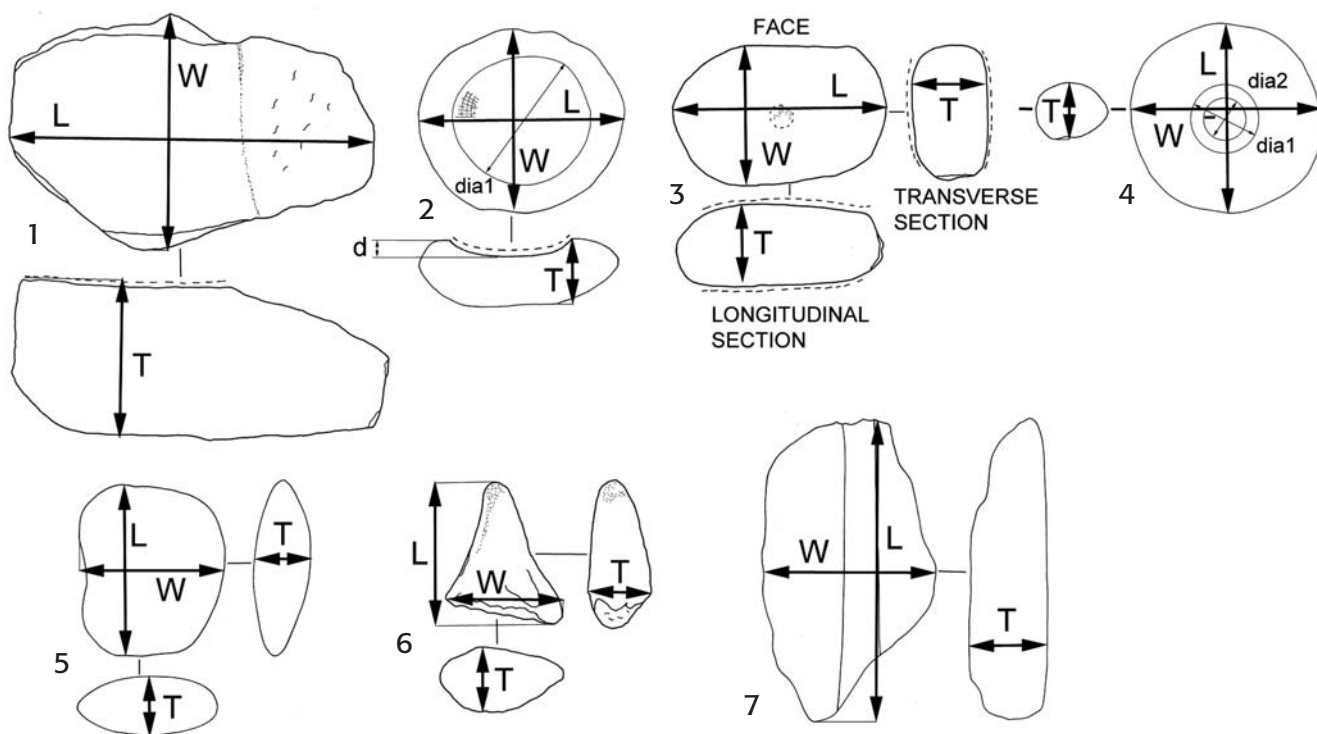 1
W
L
T
2
L
W
dia1
d
T
3
FACE
L
W
T
TRANSVERSE
SECTION
T
LONGITUDINAL
SECTION
4
T
L
dia2
W
dia1
5
L
W
T
T
6
L
W
T
T
7
W
L
T